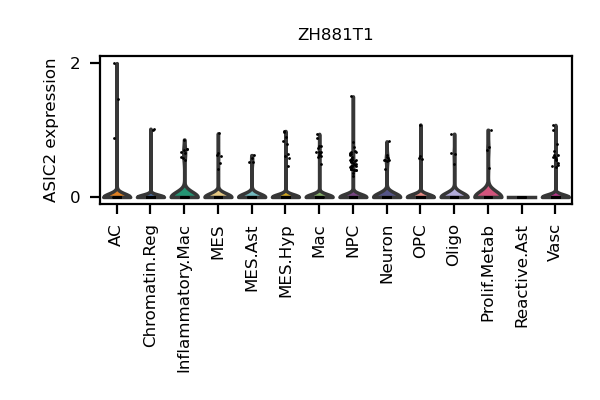 ZH881T1
ASIC2 expression
2
0
AC
Chromatin.Reg
Inflammatory.Mac
MES
MES.Ast
MES.Hyp
Mac
NPC
Neuron
OPC
Oligo
Prolif.Metab
Reactive.Ast
Vasc